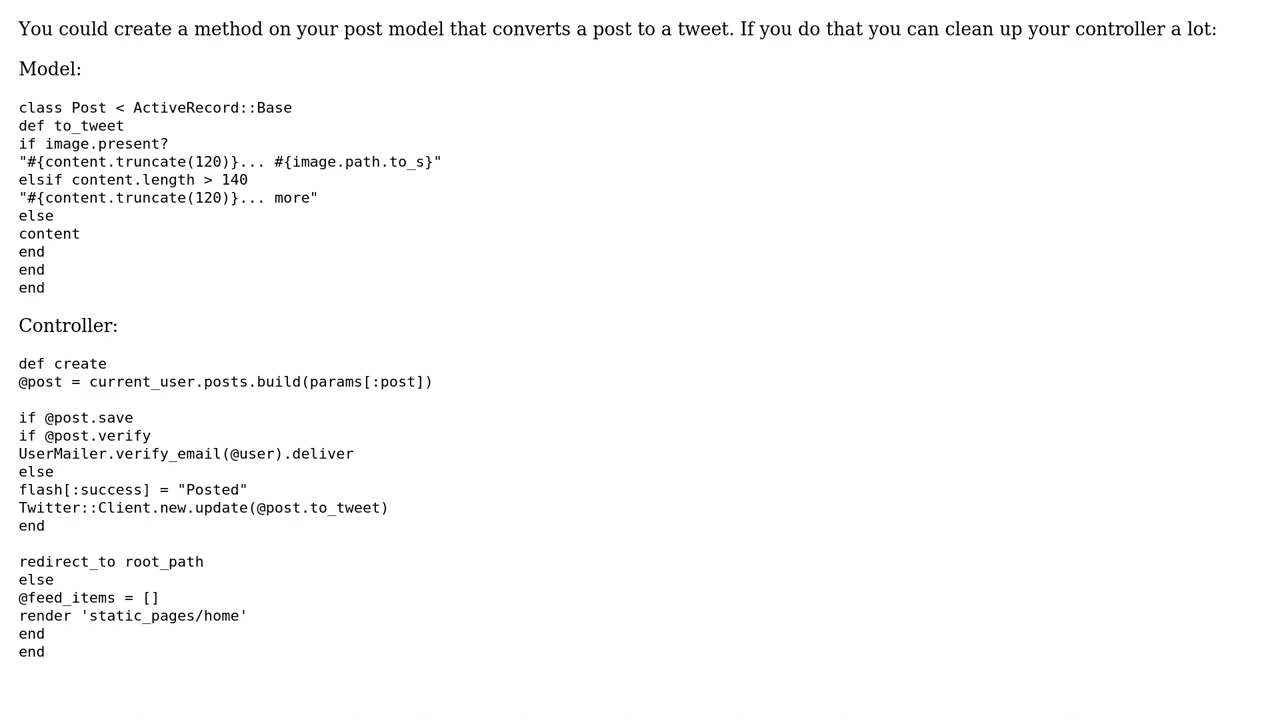 You could create a method on your post model that converts a post to a tweet. If you do that you can clean up your controller a lot:
Model:
class Post < ActiveRecord::Base
def to_tweet
if image.present?
"#{content.truncate(120)}... #{image.path.to_s}"
elsif content.length > 140
"#{content.truncate(120)}... more"
else
content
end
end
end
Controller:
def create
@post = current_user.posts.build(params[:post])
if @post.save
if @post.verify
UserMailer.verify_email(@user).deliver
else
flash[:success] = "Posted"
Twitter::Client.new.update(@post.to_tweet)
end
redirect_to root_path
else
@feed_items = []
render 'static_pages/home'
end
end